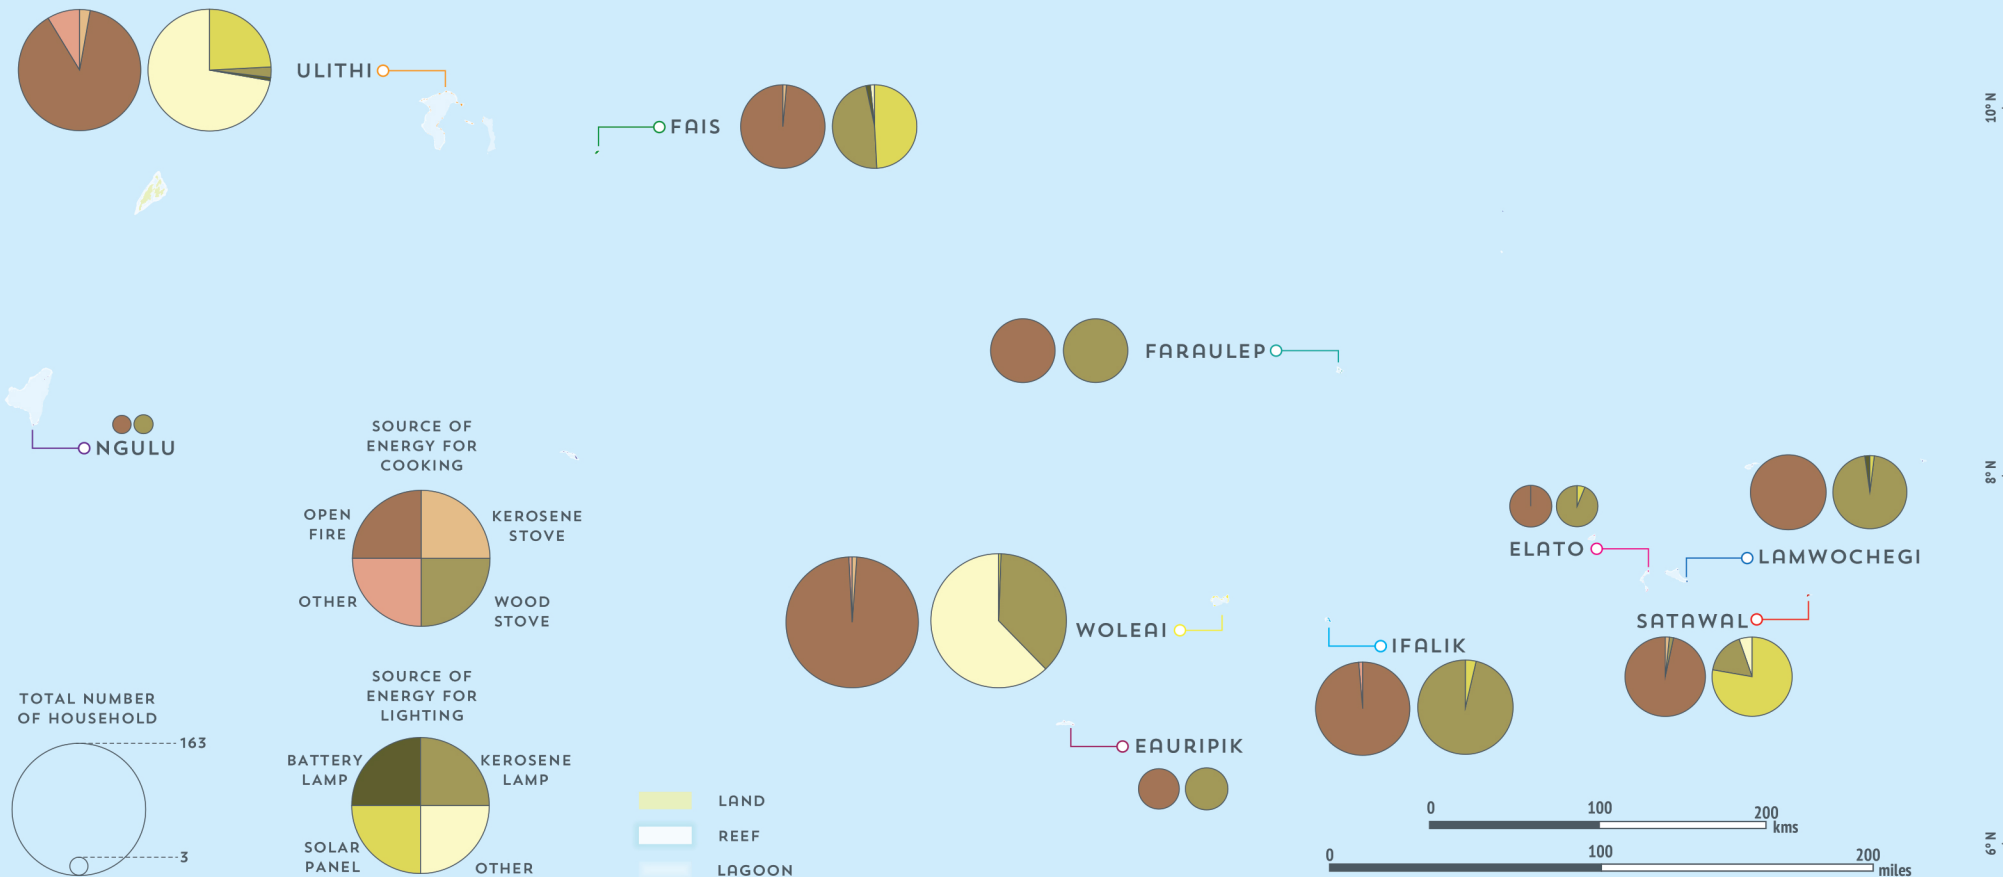 ULITHI
FAIS
10°N
FARAULEP
NGULU
SOURCE OF
ENERGY FOR
COOKING
OPEN
FIRE
KEROSENE
STOVE
OTHER
WOOD
STOVE
8°N
ELATO
LAMWOCHEGI
SATAWAL
WOLEAI
IFALIK
EAURIPIK
TOTAL NUMBER
OF HOUSEHOLD
163
3
SOURCE OF
ENERGY FOR
LIGHTING
BATTERY
LAMP
KEROSENE
LAMP
SOLAR
PANEL
OTHER
LAND
REEF
LAGOON
0 100 200
kms
0 100 200
miles
6°N